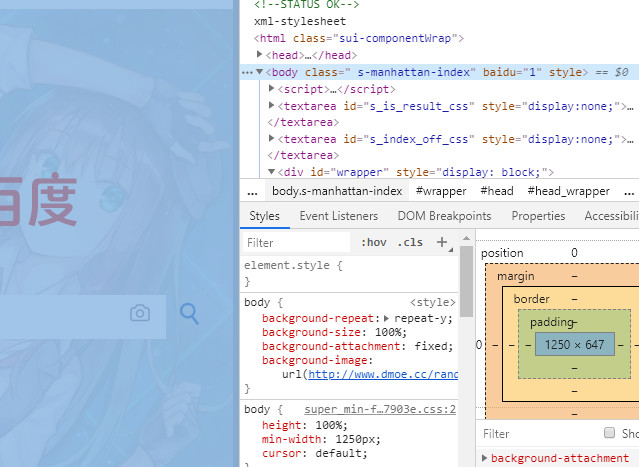 <!--STATUS OK-->
xml-stylesheet
<html class="sui-componentWrap">
<head>…</head>
<body class=" s-manhattan-index" baidu="1" style> == $0
<script>…</script>
<textarea id="s_is_result_css" style="display:none;">…
</textarea>
<textarea id="s_index_off_css" style="display:none;">…
</textarea>
<div id="wrapper" style="display: block;">
... body.s-manhattan-index #wrapper #head #head_wrapper ...
Styles Event Listeners DOM Breakpoints Properties Accessibili
Filter :hov .cls +
element.style {
}
body { <style>
background-repeat: repeat-y;
background-size: 100%;
background-attachment: fixed;
background-image:
url(http://www.dmoe.cc/rand
}
body { super_min-f…7903e.css:2
height: 100%;
min-width: 1250px;
cursor: default;
position 0
margin –
border –
padding –
0 – – – 1250 × 647 – – –
–
–
–
Filter Sho
background-attachment
百度